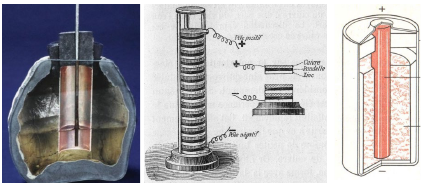 Pôle positif
+
+
Cuivre
Rondelle
Zinc
−
−
Pôle négatif
+
−